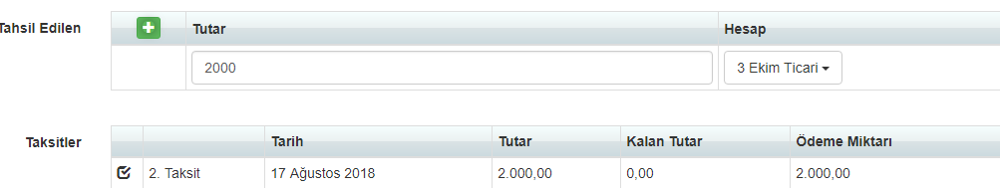 Tahsil Edilen
Tutar Hesap
2000 3 Ekim Ticari
Taksitler
Tarih Tutar Kalan Tutar Ödeme Miktarı
2. Taksit 17 Ağustos 2018 2.000,00 0,00 2.000,00